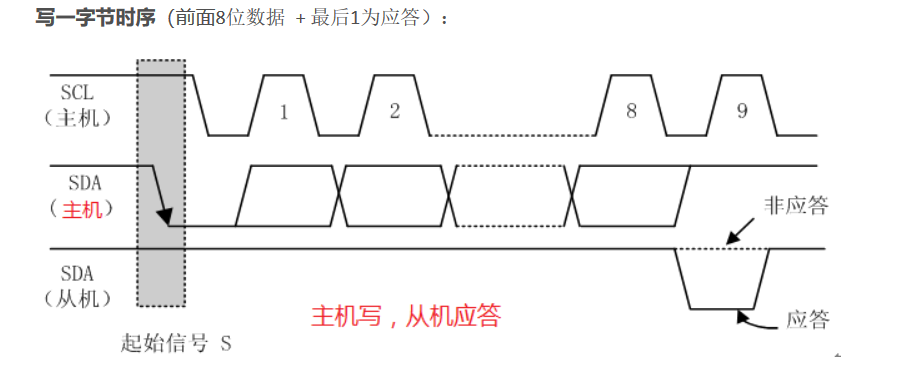 写一字节时序（前面8位数据 + 最后1为应答）：
SCL
（主机）
1
2
8
9
SDA
（主机）
非应答
SDA
（从机）
主机写，从机应答
应答
起始信号 S